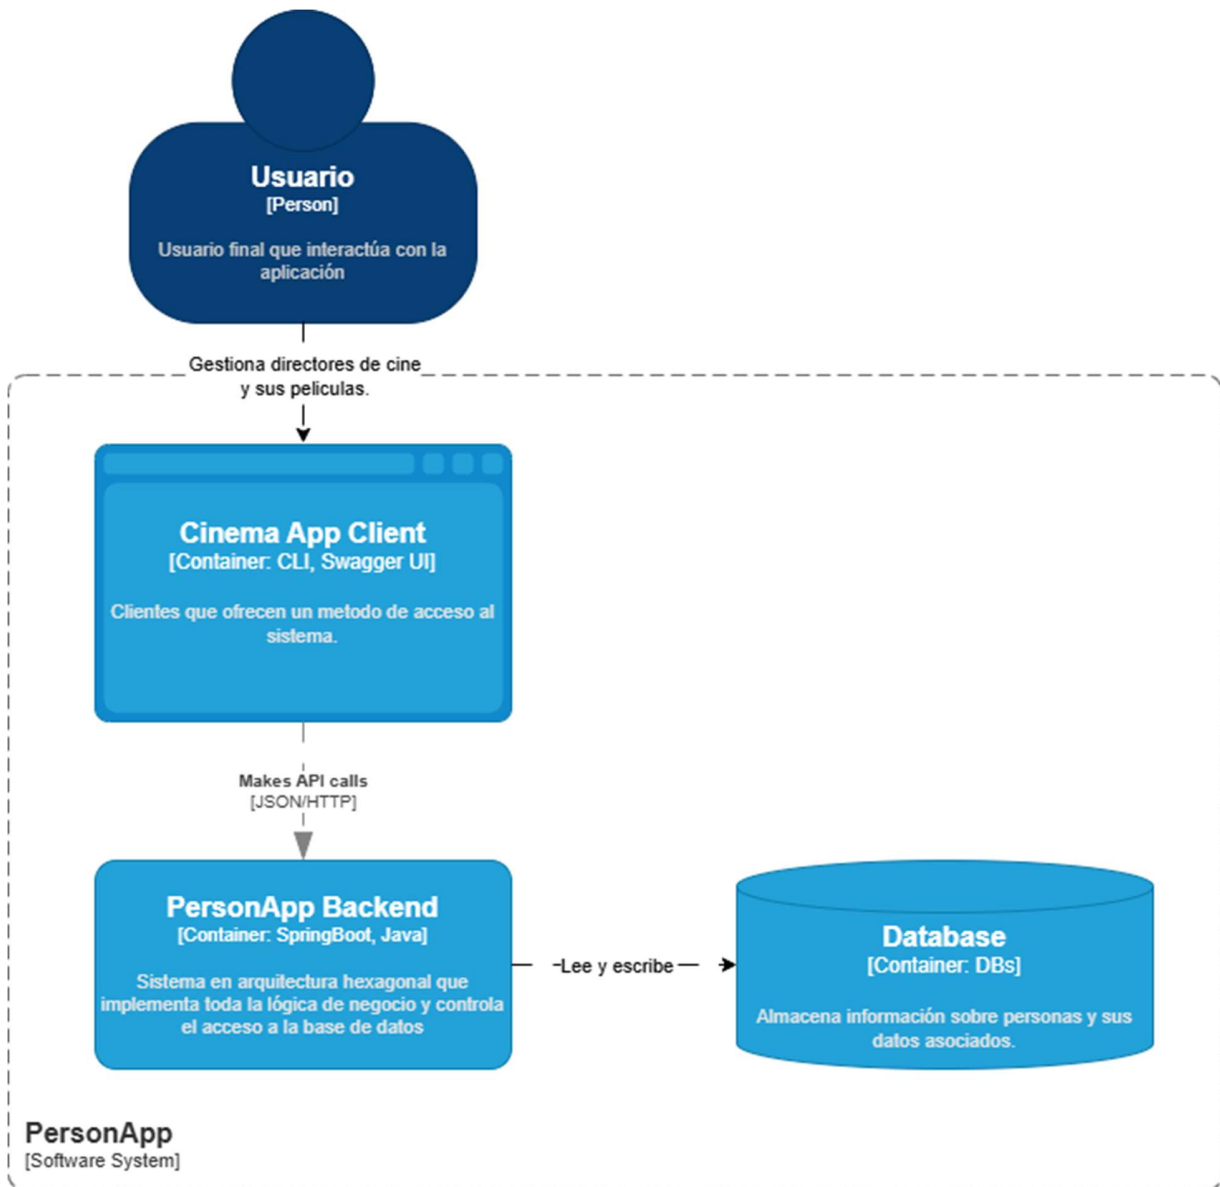 Usuario
[Person]
Usuario final que interactúa con la
aplicación
Gestiona directores de cine
y sus peliculas.
Cinema App Client
[Container: CLI, Swagger UI]
Clientes que ofrecen un metodo de acceso al
sistema.
Makes API calls
[JSON/HTTP]
PersonApp Backend
[Container: SpringBoot, Java]
Sistema en arquitectura hexagonal que
implementa toda la lógica de negocio y controla
el acceso a la base de datos
Lee y escribe
Database
[Container: DBs]
Almacena información sobre personas y sus
datos asociados.
PersonApp
[Software System]